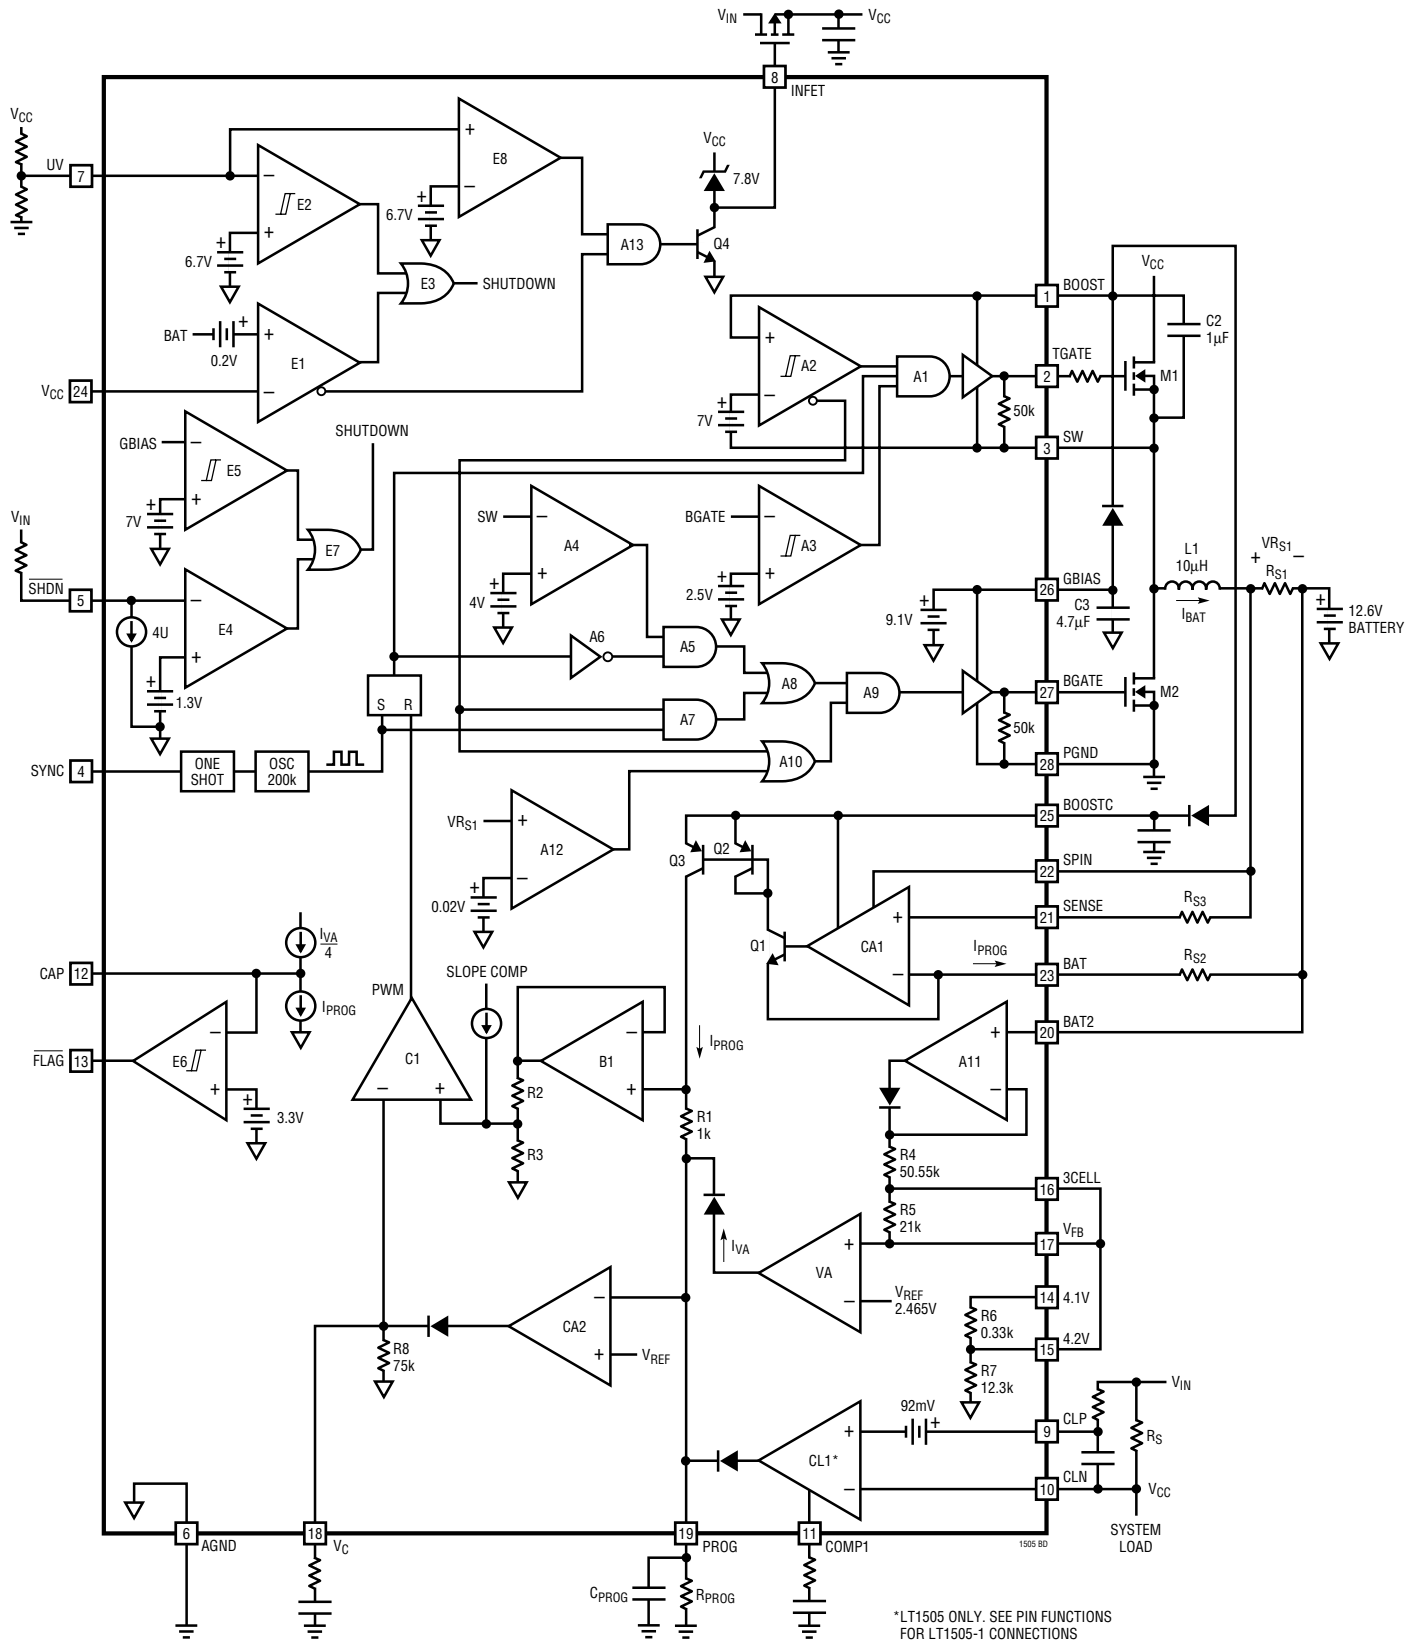 VIN
VCC
8
INFET
VCC
UV
7
+
E8
−
−
E2
+
+
6.7V
+
6.7V
VCC
7.8V
A13
Q4
E3
SHUTDOWN
BAT
+
0.2V
+
E1
−
VCC
24
1
BOOST
VCC
C2
1µF
+
A2
−
+
7V
A1
TGATE
2
M1
50k
3
SW
SHUTDOWN
GBIAS
−
E5
+
+
7V
E7
VIN
SHDN
5
−
E4
+
4U
+
1.3V
SW
−
A4
+
+
4V
BGATE
−
A3
+
+
2.5V
L1
10µH
IBAT
+ VRS1 −
RS1
+
12.6V
BATTERY
GBIAS
26
+
9.1V
C3
4.7µF
A6
A5
A8
A9
BGATE
27
M2
S R
A7
50k
PGND
28
A10
SYNC
4
ONE
SHOT
OSC
200k
BOOSTC
25
VRS1
+
A12
−
+
0.02V
Q3
Q2
SPIN
22
SENSE
21
RS3
+
CA1
−
Q1
IPROG
BAT
23
RS2
BAT2
20
CAP
12
IVA
4
IPROG
FLAG
13
−
E6
+
+
3.3V
PWM
C1
−
+
SLOPE COMP
−
B1
+
R2
R3
IPROG
R1
1k
+
A11
−
R4
50.55k
3CELL
16
R5
21k
VFB
17
IVA
+
VA
−
VREF
2.465V
14
4.1V
R6
0.33k
15
4.2V
R7
12.3k
−
CA2
+
VREF
R8
75k
VIN
92mV
+
CLP
9
RS
+
CL1*
−
10
CLN
VCC
SYSTEM
LOAD
6
AGND
18
VC
19
PROG
11
COMP1
1505 BD
CPROG
RPROG
*LT1505 ONLY. SEE PIN FUNCTIONS
FOR LT1505-1 CONNECTIONS